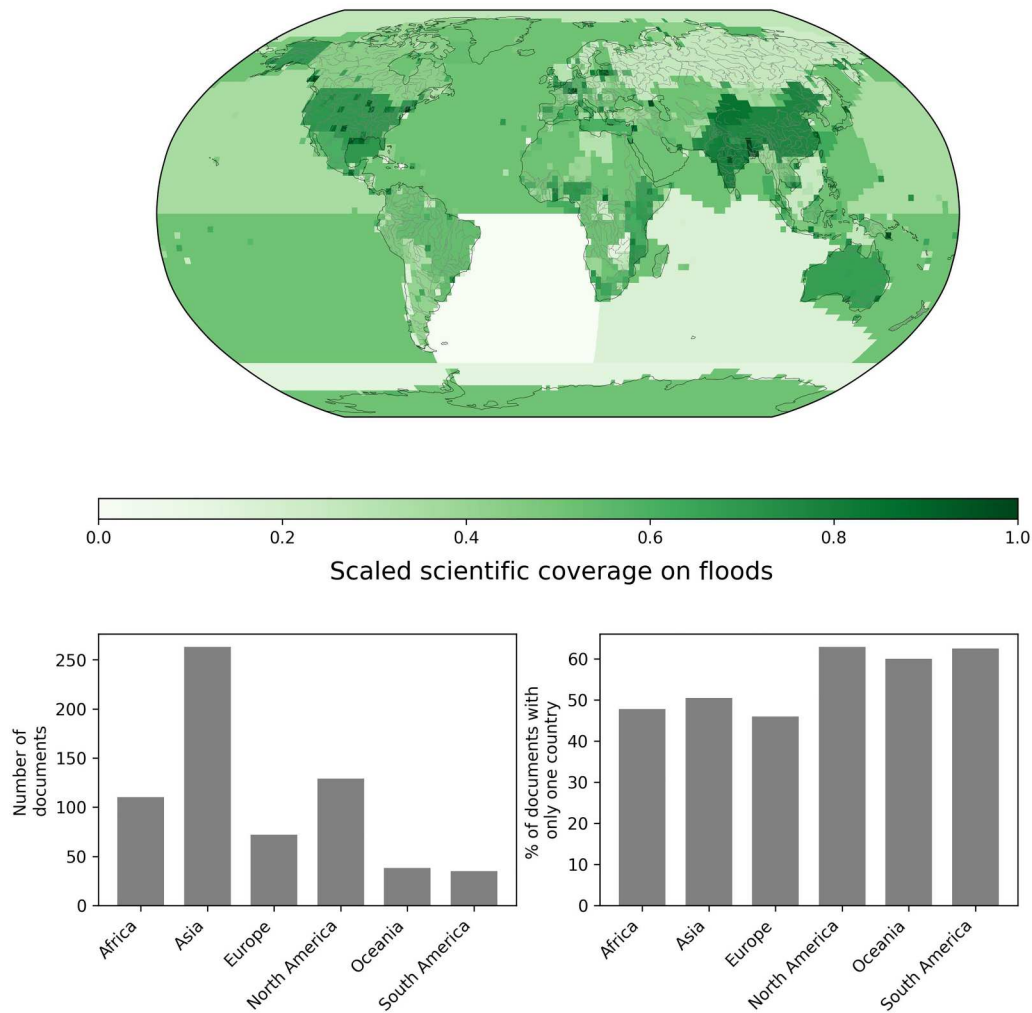 0.0 0.2 0.4 0.6 0.8 1.0
Scaled scientific coverage on floods
Number of
documents
250
200
150
100
50
0
Africa
Asia
Europe
North America
Oceania
South America
% of documents with
only one country
60
50
40
30
20
10
0
Africa
Asia
Europe
North America
Oceania
South America